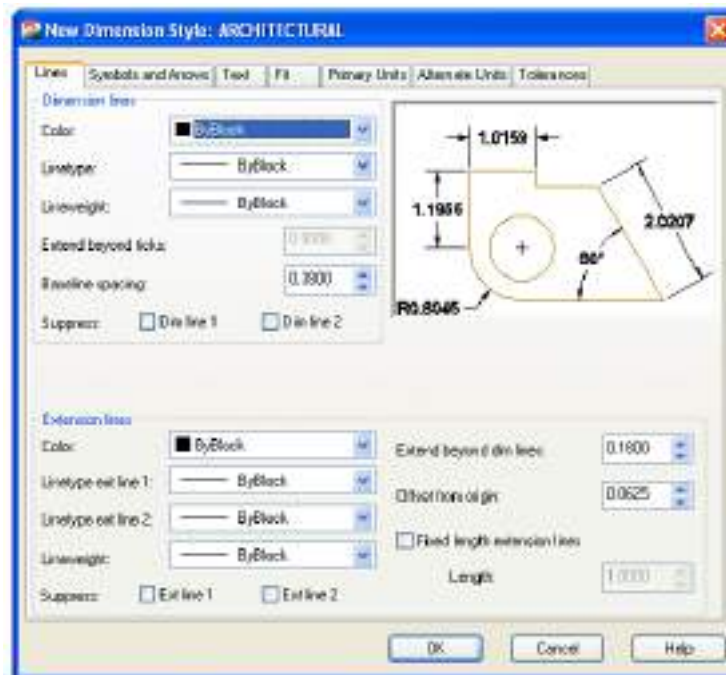 New Dimension Style: ARCHITECTURAL
Lines Symbols and Arrows Text Fit Primary Units Alternate Units Tolerances
Dimension lines
Color: ByBlock
Linetype: ByBlock
Lineweight: ByBlock
Extend beyond ticks:
Baseline spacing: 0.3800
Suppress: Dim line 1 Dim line 2
1.0159
1.1955
2.0207
60°
R0.8045
Extension lines
Color: ByBlock
Linetype ext line 1: ByBlock
Linetype ext line 2: ByBlock
Lineweight: ByBlock
Suppress: Ext line 1 Ext line 2
Extend beyond dim lines: 0.1800
Offset from origin: 0.0625
Fixed length extension lines
Length: 1.0000
OK Cancel Help